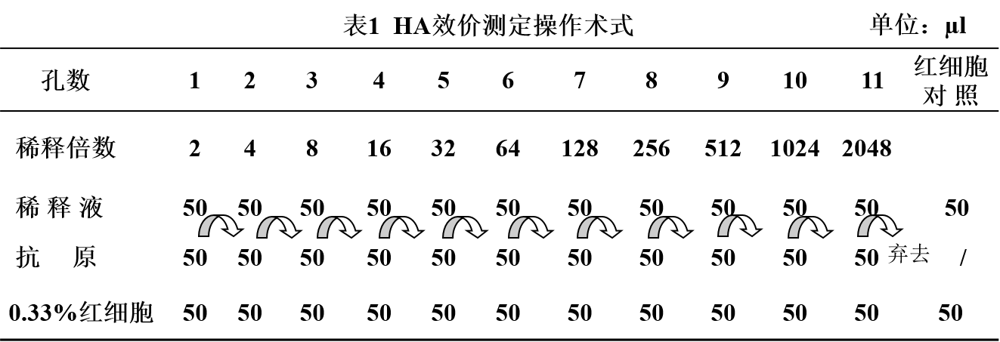 表1 HA效价测定操作术式 单位：μl
孔数 1 2 3 4 5 6 7 8 9 10 11 红细胞
对 照
稀释倍数 2 4 8 16 32 64 128 256 512 1024 2048
稀 释 液 50 50 50 50 50 50 50 50 50 50 50 50
抗 原 50 50 50 50 50 50 50 50 50 50 50 弃去 /
0.33%红细胞 50 50 50 50 50 50 50 50 50 50 50 50